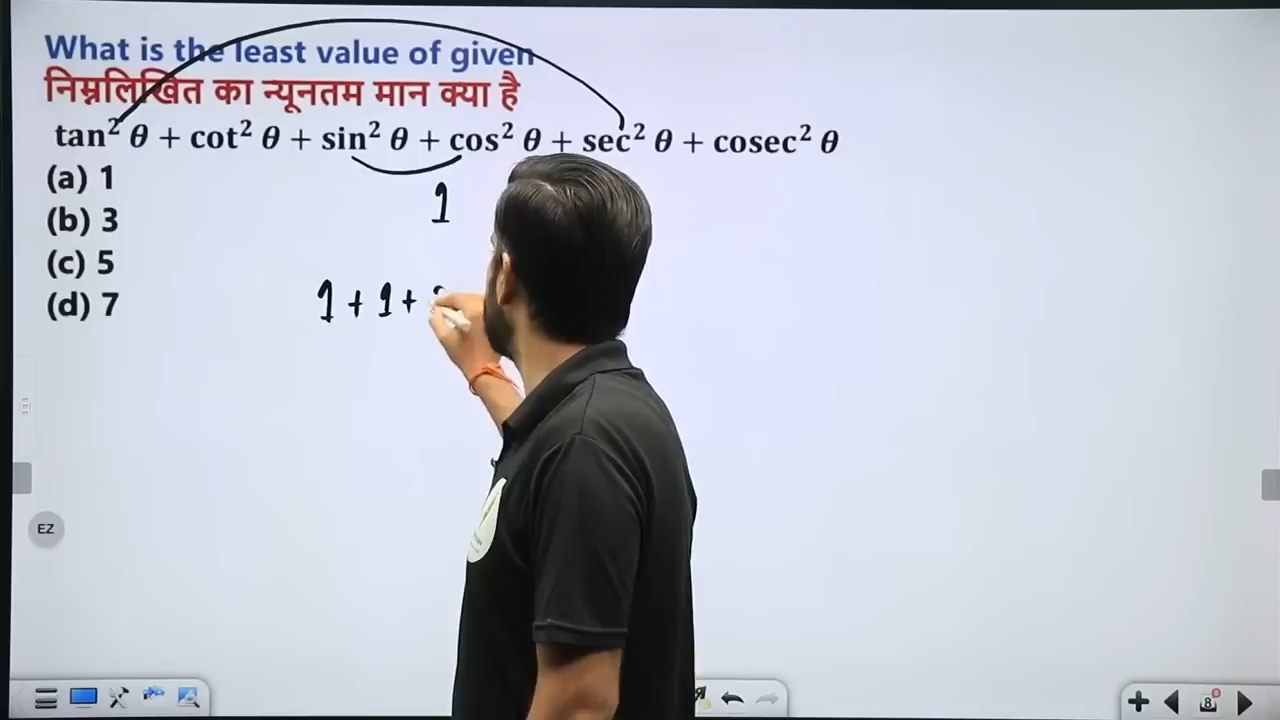 What is the least value of given
निम्नलिखित का न्यूनतम मान क्या है
tan² θ + cot² θ + sin² θ + cos² θ + sec² θ + cosec² θ
(a) 1
(b) 3
(c) 5
(d) 7
1
1 + 1 +
EZ
8